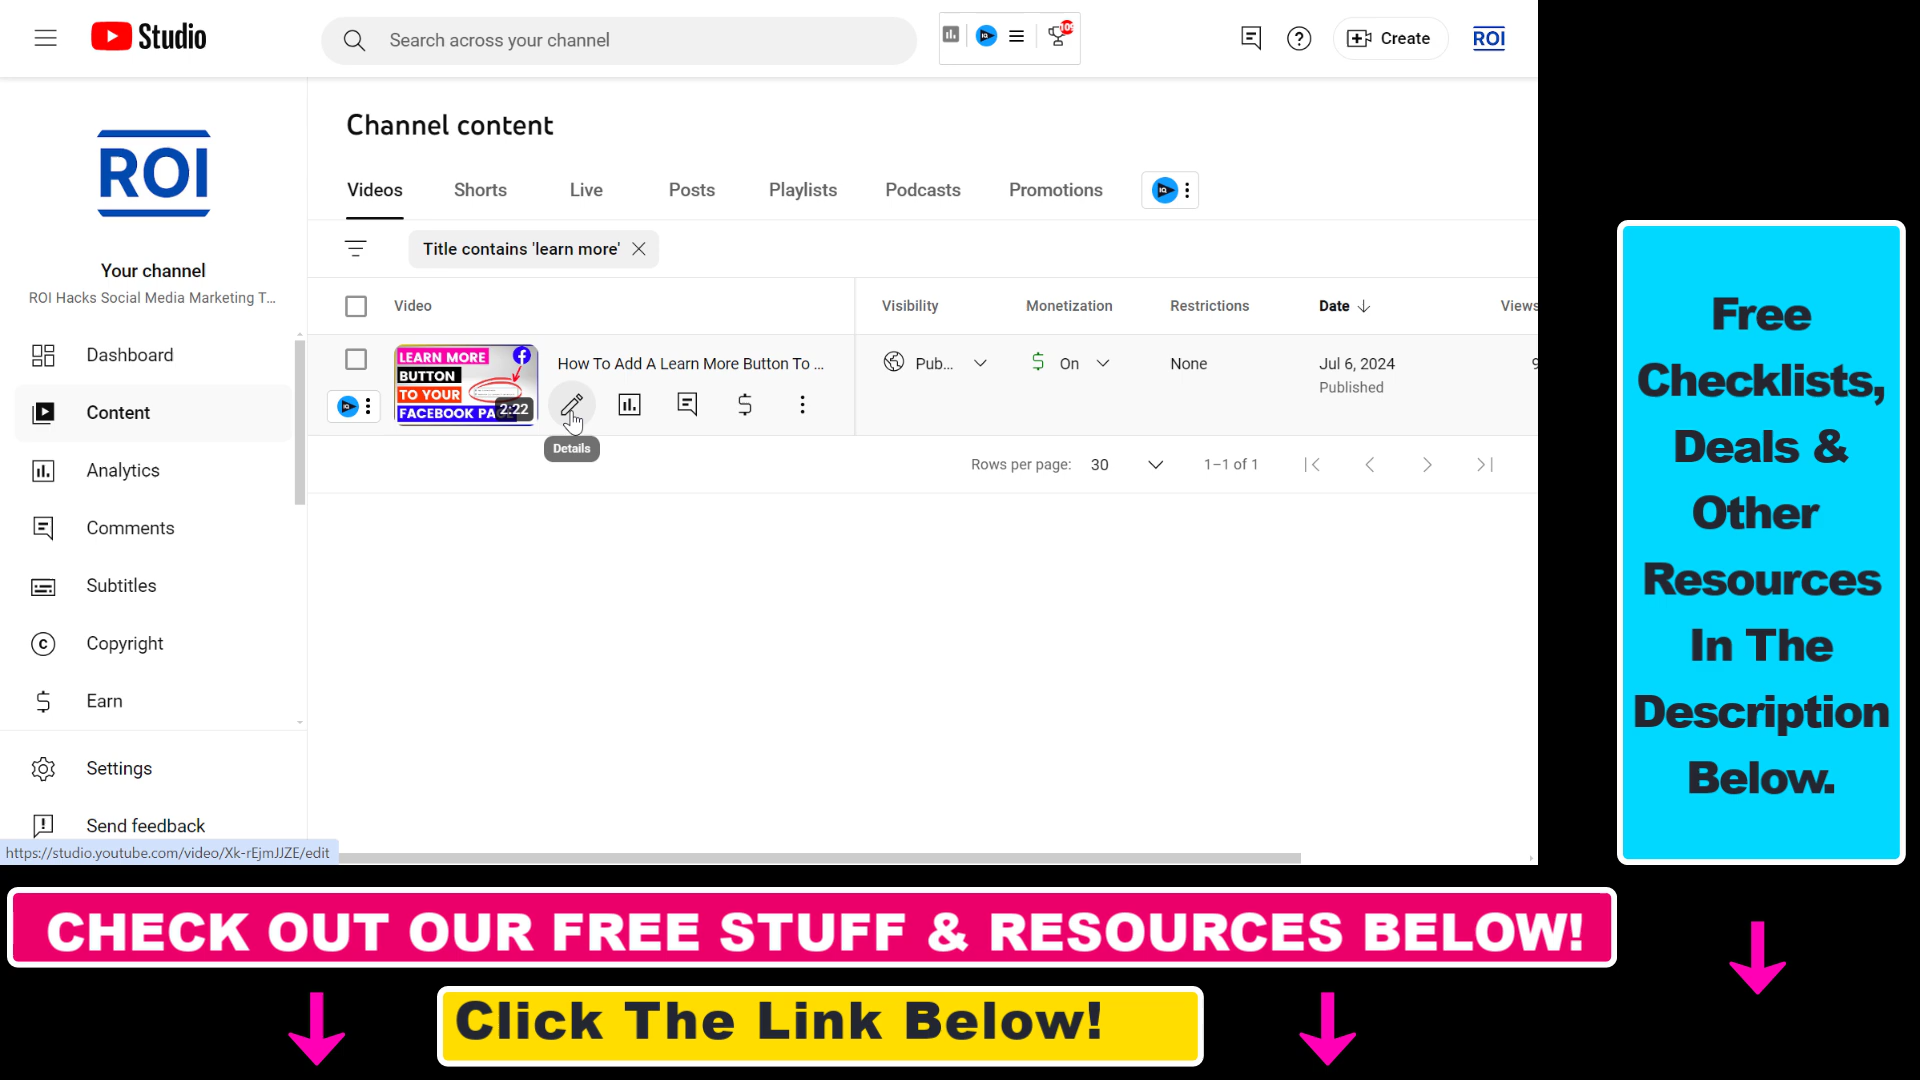 Studio
Search across your channel
IQ
109
Create
ROI
ROI
Your channel
ROI Hacks Social Media Marketing T...
Dashboard
Content
Analytics
Comments
Subtitles
Copyright
Earn
Settings
Send feedback
https://studio.youtube.com/video/Xk-rEjmJJZE/edit
Channel content
Videos Shorts Live Posts Playlists Podcasts Promotions IQ
Title contains 'learn more'
Video Visibility Monetization Restrictions Date Views
LEARN MORE
BUTTON
TO YOUR
FACEBOOK PA
2:22
How To Add A Learn More Button To ...
Pub... On None Jul 6, 2024 9
Published
Details
Rows per page: 30 1–1 of 1
Free
Checklists,
Deals &
Other
Resources
In The
Description
Below.
CHECK OUT OUR FREE STUFF & RESOURCES BELOW!
Click The Link Below!